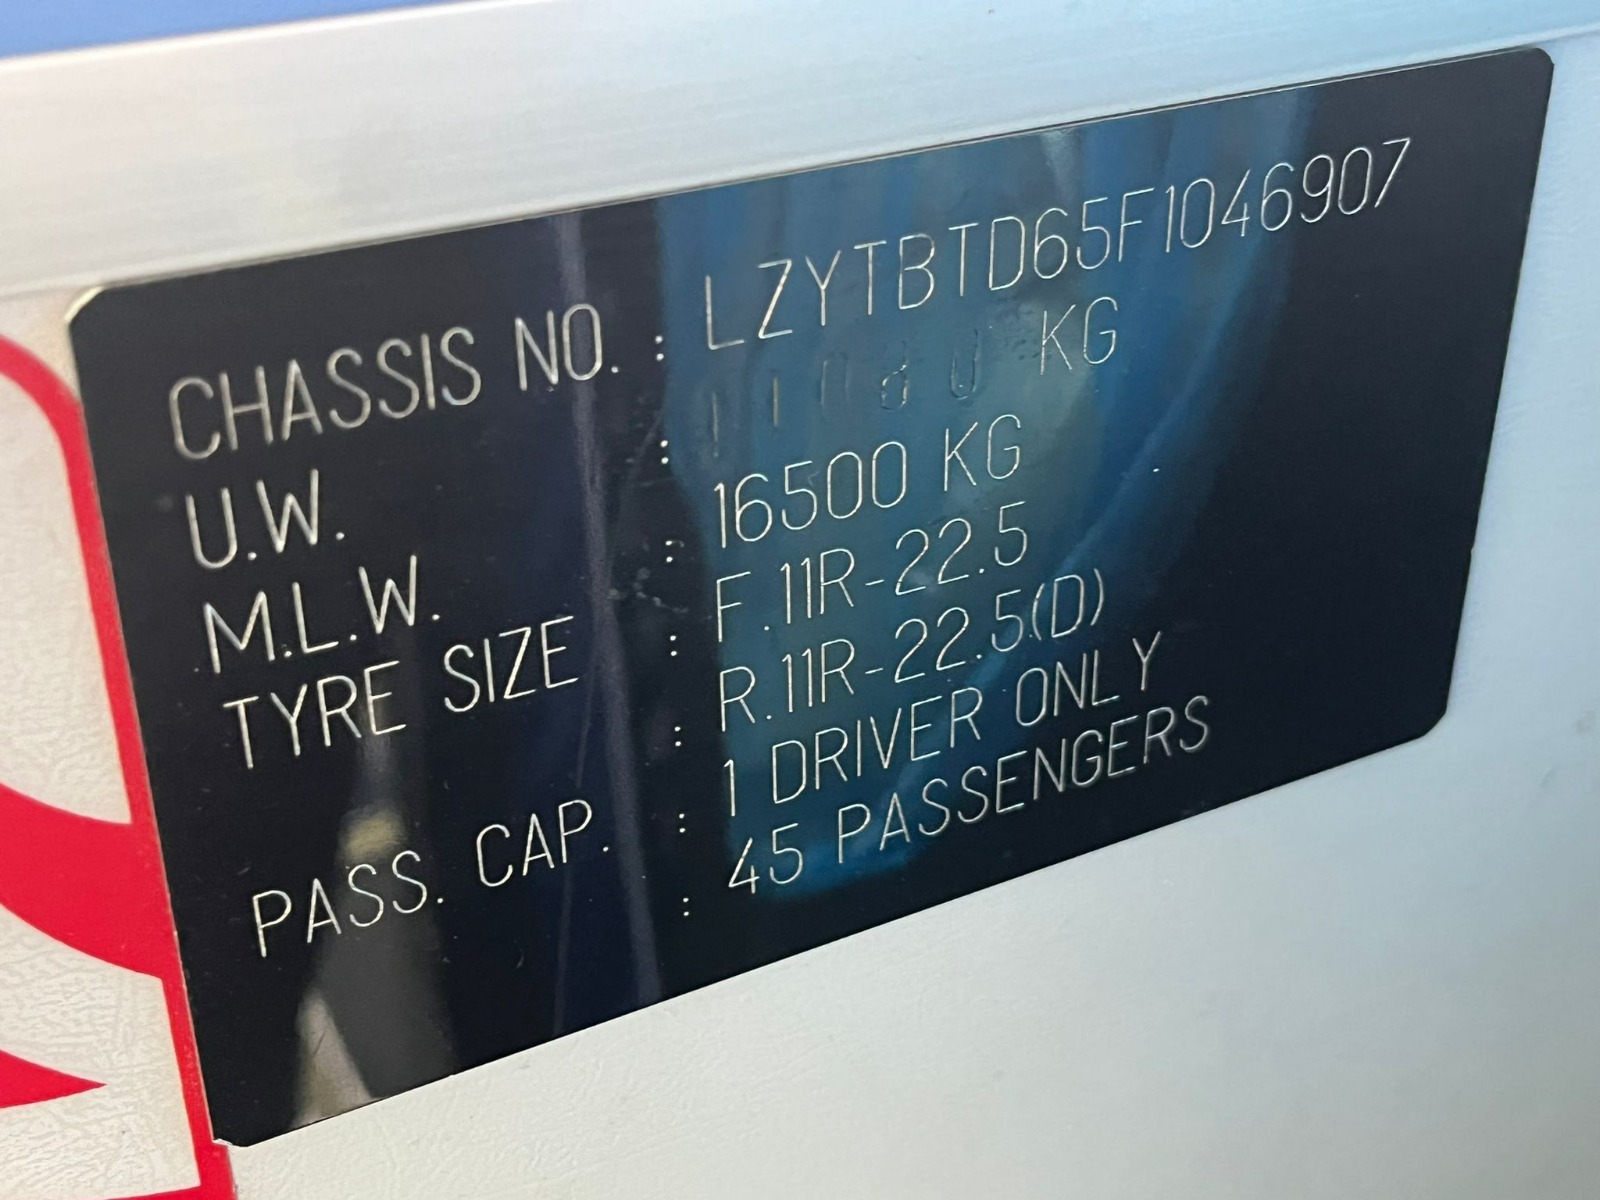 CHASSIS NO. : LZYTBTD65F1046907
U.W. : KG
M.L.W. : 16500 KG
TYRE SIZE : F.11R-22.5
: R.11R-22.5(D)
PASS. CAP. : 1 DRIVER ONLY
: 45 PASSENGERS